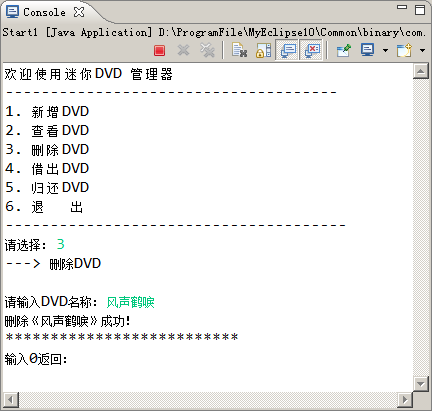 Console
Start1 [Java Application] D:\ProgramFile\MyEclipse10\Common\binary\com.
欢迎使用迷你DVD 管理器
------------------------------------
1. 新增DVD
2. 查看DVD
3. 删除DVD
4. 借出DVD
5. 归还DVD
6. 退 出
-------------------------------------
请选择: 3
---> 删除DVD
请输入DVD名称: 风声鹤唳
删除《风声鹤唳》成功!
**************************
输入0返回: